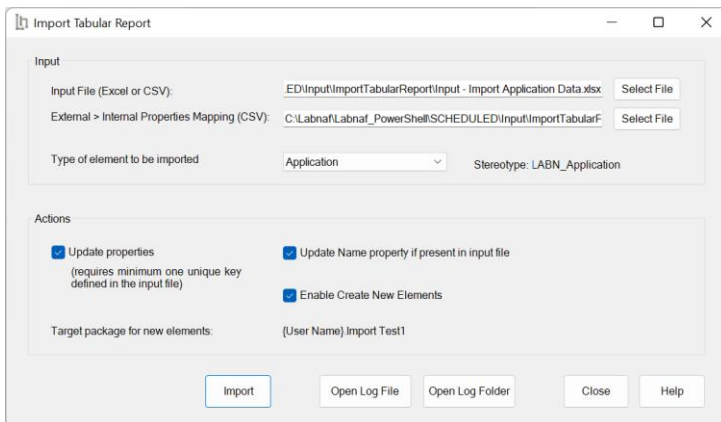 Import Tabular Report
Input
Input File (Excel or CSV): .ED\Input\ImportTabularReport\Input - Import Application Data.xlsx Select File
External > Internal Properties Mapping (CSV): C:\Labnaf\Labnaf_PowerShell\SCHEDULED\Input\ImportTabularF Select File
Type of element to be imported Application Stereotype: LABN_Application
Actions
Update properties Update Name property if present in input file
(requires minimum one unique key
defined in the input file)
Enable Create New Elements
Target package for new elements: {User Name}.Import Test1
Import Open Log File Open Log Folder Close Help